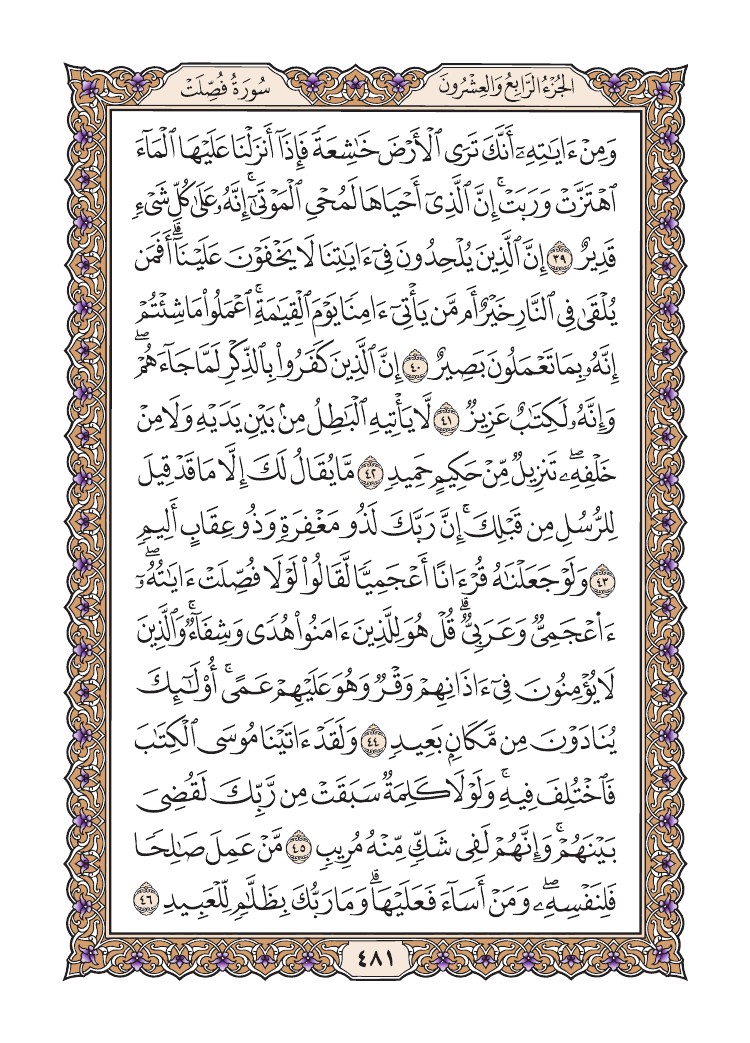 الجُزْءُ الرَّابِعُ وَالعِشْرُونَ
سُورَةُ فُصِّلَتْ
وَمِنْ ءَايَٰتِهِۦٓ أَنَّكَ تَرَى ٱلْأَرْضَ خَٰشِعَةً فَإِذَآ أَنزَلْنَا عَلَيْهَا ٱلْمَآءَ
ٱهْتَزَّتْ وَرَبَتْ ۚ إِنَّ ٱلَّذِىٓ أَحْيَاهَا لَمُحْىِ ٱلْمَوْتَىٰٓ ۚ إِنَّهُۥ عَلَىٰ كُلِّ شَىْءٍ
قَدِيرٌ ٣٩ إِنَّ ٱلَّذِينَ يُلْحِدُونَ فِىٓ ءَايَٰتِنَا لَا يَخْفَوْنَ عَلَيْنَآ ۗ أَفَمَن
يُلْقَىٰ فِى ٱلنَّارِ خَيْرٌ أَم مَّن يَأْتِىٓ ءَامِنًا يَوْمَ ٱلْقِيَٰمَةِ ۚ ٱعْمَلُوا۟ مَا شِئْتُمْ
إِنَّهُۥ بِمَا تَعْمَلُونَ بَصِيرٌ ٤٠ إِنَّ ٱلَّذِينَ كَفَرُوا۟ بِٱلذِّكْرِ لَمَّا جَآءَهُمْ ۖ
وَإِنَّهُۥ لَكِتَٰبٌ عَزِيزٌ ٤١ لَّا يَأْتِيهِ ٱلْبَٰطِلُ مِنۢ بَيْنِ يَدَيْهِ وَلَا مِنْ
خَلْفِهِۦ ۖ تَنزِيلٌ مِّنْ حَكِيمٍ حَمِيدٍ ٤٢ مَّا يُقَالُ لَكَ إِلَّا مَا قَدْ قِيلَ
لِلرُّسُلِ مِن قَبْلِكَ ۚ إِنَّ رَبَّكَ لَذُو مَغْفِرَةٍ وَذُو عِقَابٍ أَلِيمٍ
٤٣ وَلَوْ جَعَلْنَٰهُ قُرْءَانًا أَعْجَمِيًّا لَّقَالُوا۟ لَوْلَا فُصِّلَتْ ءَايَٰتُهُۥٓ ۖ
ءَا۬عْجَمِىٌّ وَعَرَبِىٌّ ۗ قُلْ هُوَ لِلَّذِينَ ءَامَنُوا۟ هُدًى وَشِفَآءٌ ۖ وَٱلَّذِينَ
لَا يُؤْمِنُونَ فِىٓ ءَاذَانِهِمْ وَقْرٌ وَهُوَ عَلَيْهِمْ عَمًى ۚ أُو۟لَٰٓئِكَ
يُنَادَوْنَ مِن مَّكَانٍۭ بَعِيدٍ ٤٤ وَلَقَدْ ءَاتَيْنَا مُوسَى ٱلْكِتَٰبَ
فَٱخْتُلِفَ فِيهِ ۗ وَلَوْلَا كَلِمَةٌ سَبَقَتْ مِن رَّبِّكَ لَقُضِىَ
بَيْنَهُمْ ۚ وَإِنَّهُمْ لَفِى شَكٍّ مِّنْهُ مُرِيبٍ ٤٥ مَّنْ عَمِلَ صَٰلِحًا
فَلِنَفْسِهِۦ ۖ وَمَنْ أَسَآءَ فَعَلَيْهَا ۗ وَمَا رَبُّكَ بِظَلَّٰمٍ لِّلْعَبِيدِ ٤٦
٤٨١